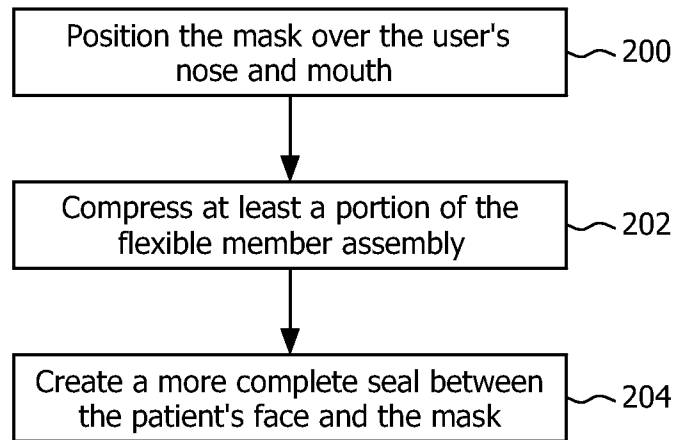 Position the mask over the user's
nose and mouth
200
Compress at least a portion of the
flexible member assembly
202
Create a more complete seal between
the patient's face and the mask
204